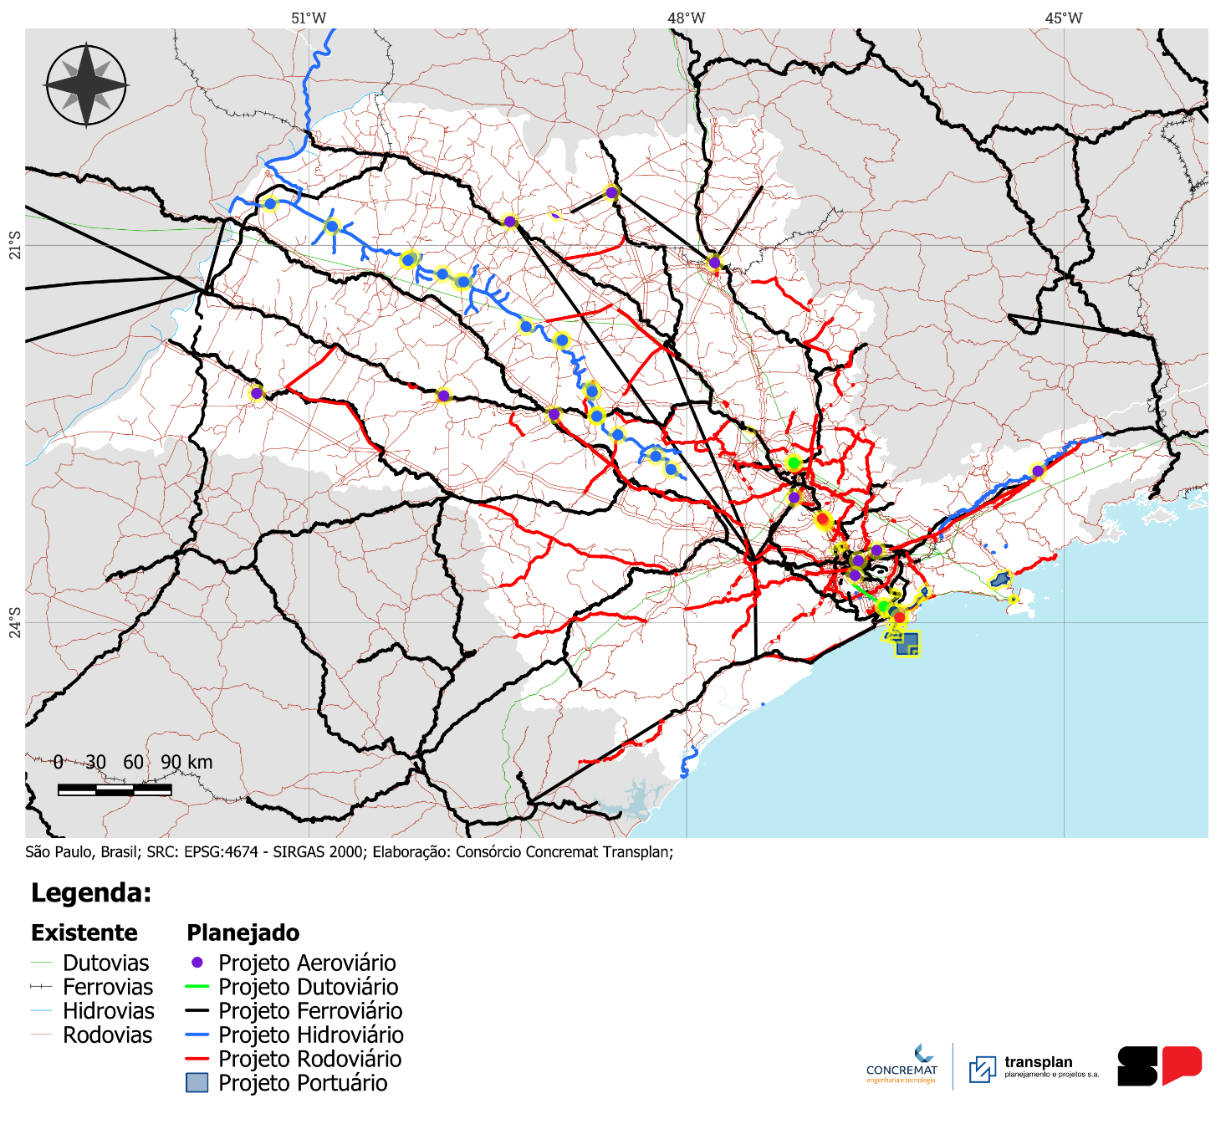 51°W 48°W 45°W
21°S
24°S
0 30 60 90 km
São Paulo, Brasil; SRC: EPSG:4674 - SIRGAS 2000; Elaboração: Consórcio Concremat Transplan;
Legenda:
Existente
Dutovias
Ferrovias
Hidrovias
Rodovias
Planejado
Projeto Aeroviário
Projeto Dutoviário
Projeto Ferroviário
Projeto Hidroviário
Projeto Rodoviário
Projeto Portuário
CONCREMAT
engenharia e tecnologia
transplan
planejamento e projetos s.a.
SP